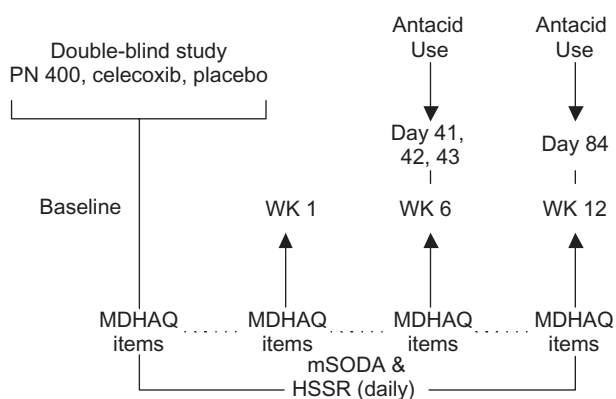 Antacid Use
Antacid Use
Double-blind study
PN 400, celecoxib, placebo
Day 41, 42, 43
Day 84
Baseline
WK 1
WK 6
WK 12
MDHAQ items
MDHAQ items
MDHAQ items
MDHAQ items
mSODA &
HSSR (daily)